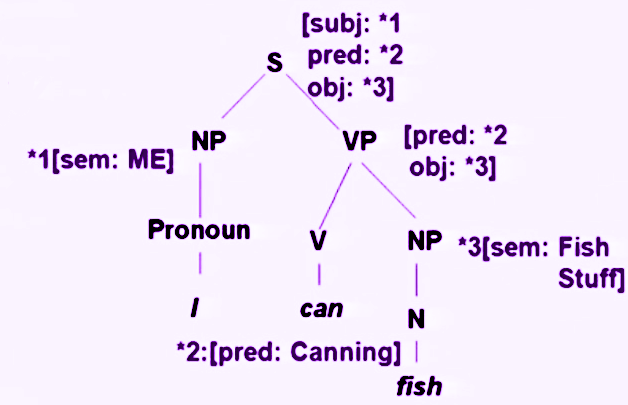 [subj: *1
S pred: *2
obj: *3]
NP VP [pred: *2
*1[sem: ME] obj: *3]
Pronoun V NP *3[sem: Fish
Stuff]
I can N
*2:[pred: Canning]
fish